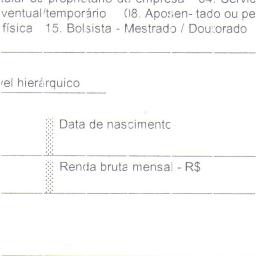 ventual/temporário 08. Aposen- tado ou pe
física 15. Bolsista - Mestrado / Doutorado
vel hierárquico
Data de nascimento
Renda bruta mensal - R$